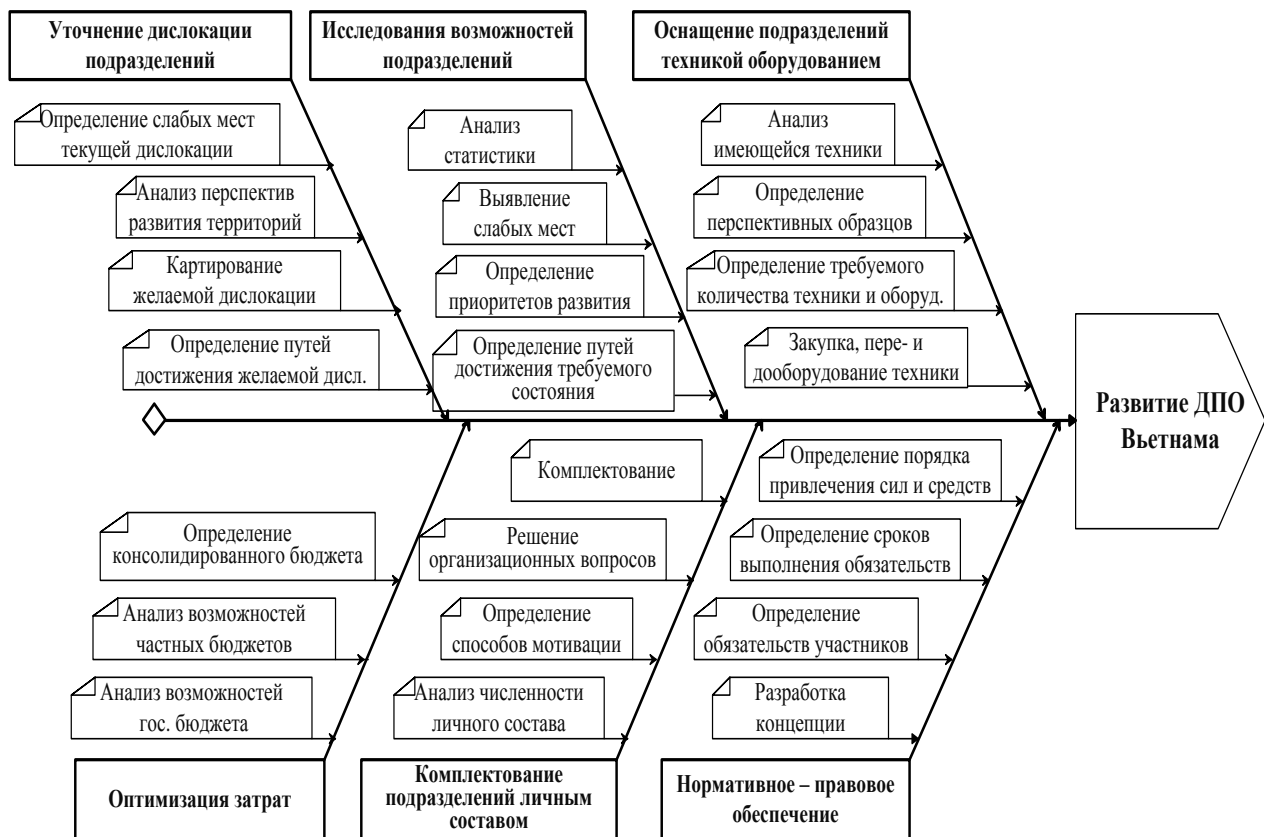 Уточнение дислокации
подразделений
Исследования возможностей
подразделений
Оснащение подразделений
техникой оборудованием
Определение слабых мест
текущей дислокации
Анализ перспектив
развития территорий
Картирование
желаемой дислокации
Определение путей
достижения желаемой дисл.
Анализ
статистики
Выявление
слабых мест
Определение
приоритетов развития
Определение путей
достижения требуемого
состояния
Анализ
имеющейся техники
Определение
перспективных образцов
Определение требуемого
количества техники и оборуд.
Закупка, пере- и
дооборудование техники
Развитие ДПО
Вьетнама
Определение
консолидированного бюджета
Анализ возможностей
частных бюджетов
Анализ возможностей
гос. бюджета
Комплектование
Решение
организационных вопросов
Определение
способов мотивации
Анализ численности
личного состава
Определение порядка
привлечения сил и средств
Определение сроков
выполнения обязательств
Определение
обязательств участников
Разработка
концепции
Оптимизация затрат
Комплектование
подразделений личным
составом
Нормативное – правовое
обеспечение